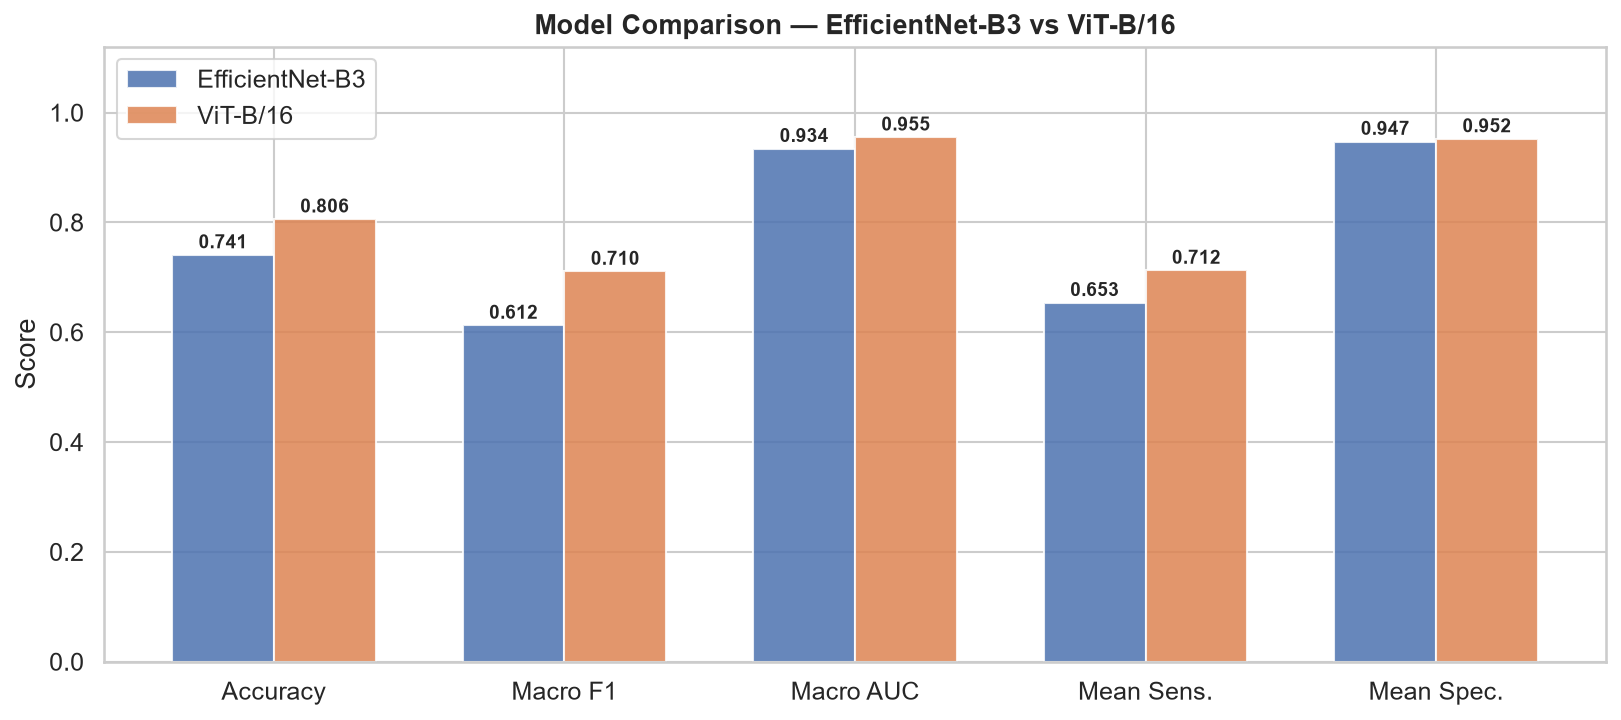 Model Comparison — EfficientNet-B3 vs ViT-B/16
EfficientNet-B3
ViT-B/16
Score
1.0
0.8
0.6
0.4
0.2
0.0
0.741
0.806
0.612
0.710
0.934
0.955
0.653
0.712
0.947
0.952
Accuracy
Macro F1
Macro AUC
Mean Sens.
Mean Spec.